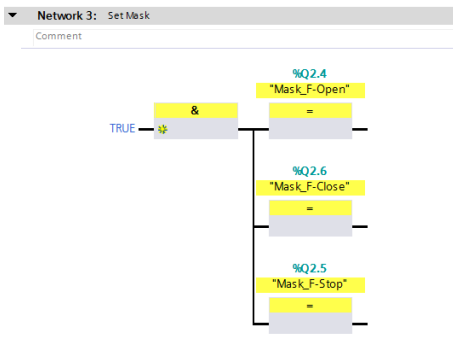 Network 3: Set Mask
Comment
%Q2.4
"Mask_F-Open"
& =
TRUE
%Q2.6
"Mask_F-Close"
=
%Q2.5
"Mask_F-Stop"
=